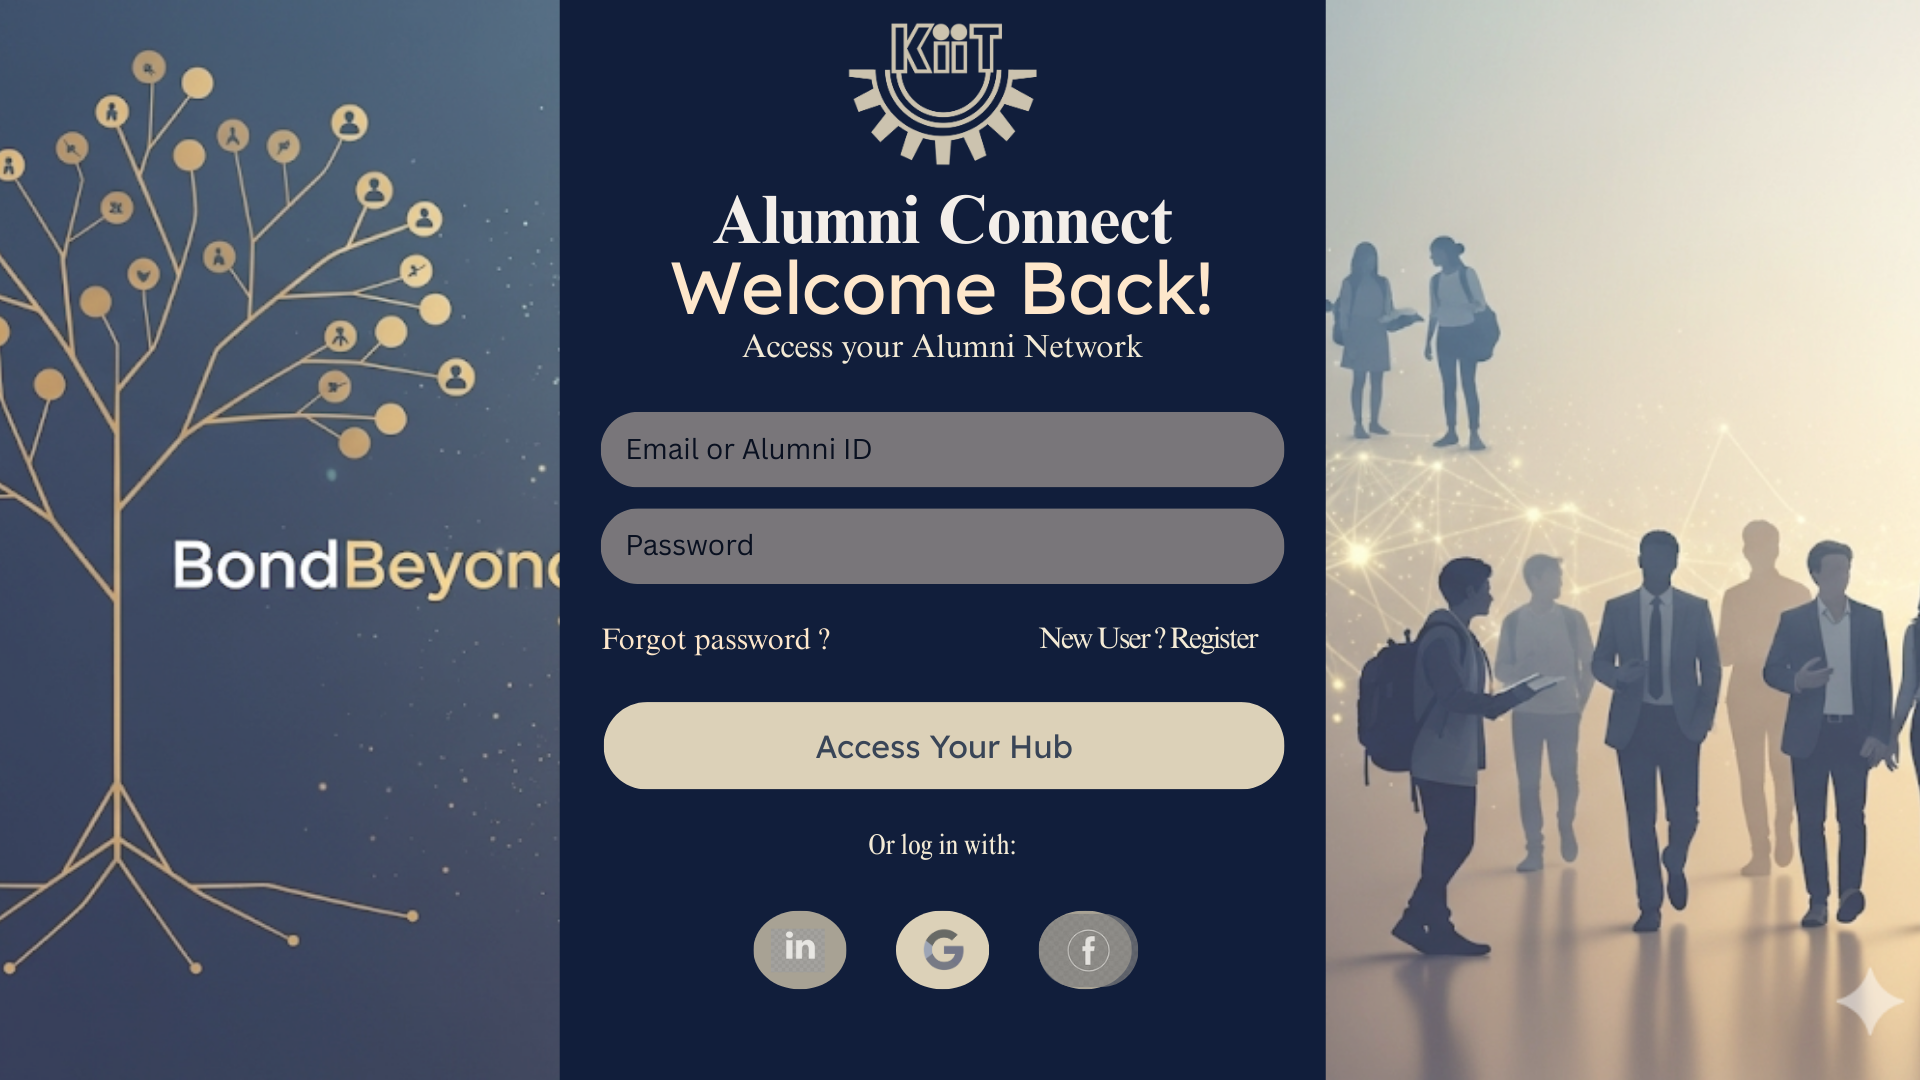 KiiT
Alumni Connect
Welcome Back!
Access your Alumni Network
BondBeyond
Email or Alumni ID
Password
Forgot password ?
New User ? Register
Access Your Hub
Or log in with:
in
G
f